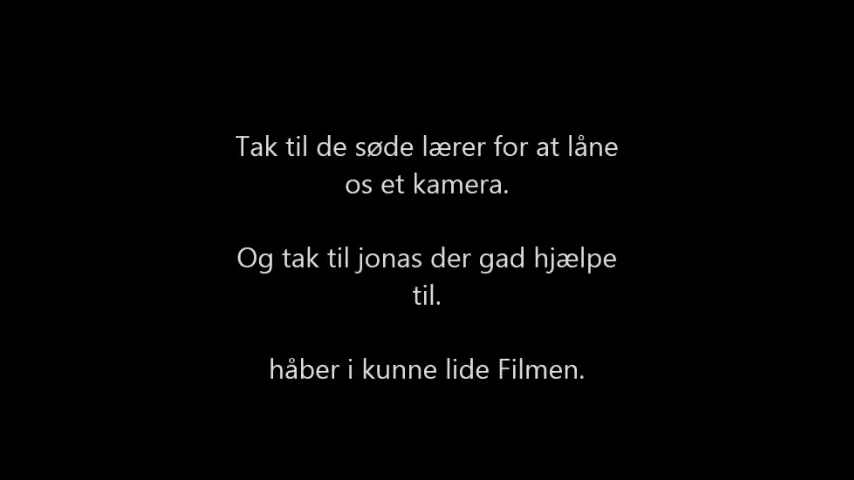 Tak til de søde lærer for at låne
os et kamera.
Og tak til jonas der gad hjælpe
til.
håber i kunne lide Filmen.